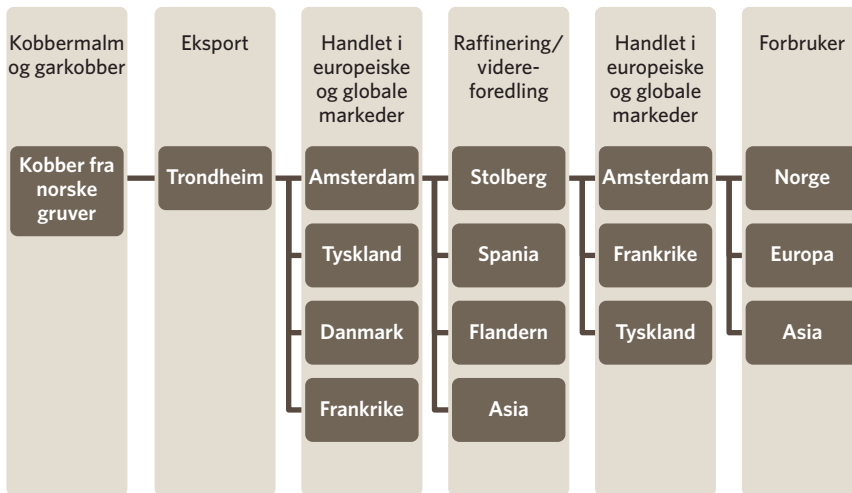 Kobbermalm
og garkobber
Eksport
Handlet i
europeiske
og globale
markeder
Raffinering/
videre-
foredling
Handlet i
europeiske
og globale
markeder
Forbruker
Kobber fra
norske
gruver
Trondheim
Amsterdam
Tyskland
Danmark
Frankrike
Stolberg
Spania
Flandern
Asia
Amsterdam
Frankrike
Tyskland
Norge
Europa
Asia